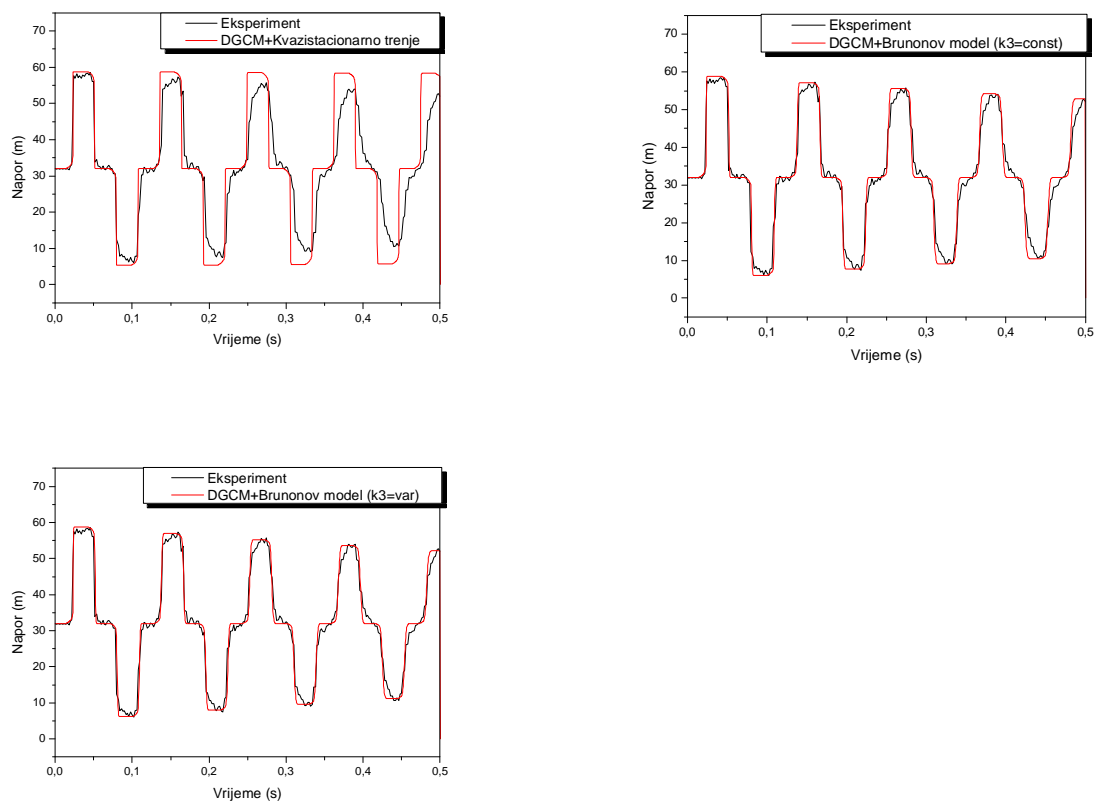 Eksperiment
DGCM+Kvazistacionarno trenje
70
60
50
40
30
20
10
0
Napor (m)
0,0 0,1 0,2 0,3 0,4 0,5
Vrijeme (s)
Eksperiment
DGCM+Brunonov model (k3=const)
70
60
50
40
30
20
10
0
Napor (m)
0,0 0,1 0,2 0,3 0,4 0,5
Vrijeme (s)
Eksperiment
DGCM+Brunonov model (k3=var)
70
60
50
40
30
20
10
0
Napor (m)
0,0 0,1 0,2 0,3 0,4 0,5
Vrijeme (s)